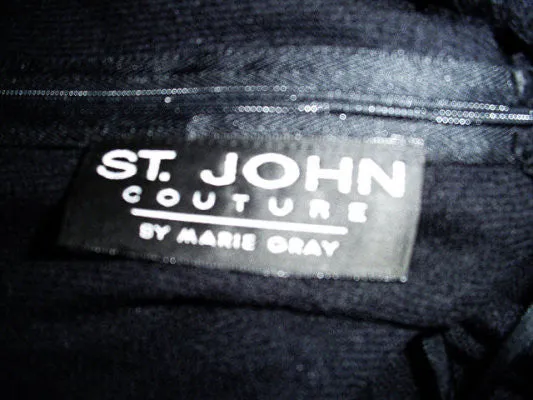 ST. JOHN
COUTURE
BY MARIE GRAY